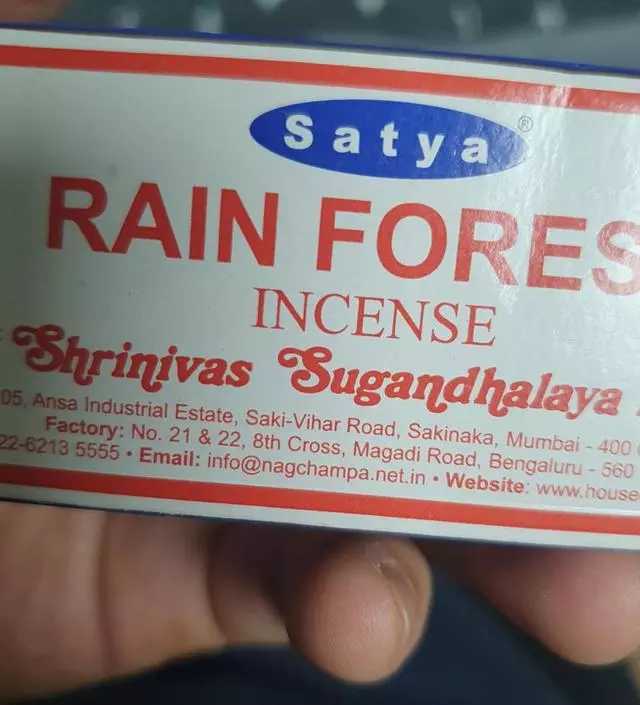 Satya®
RAIN FORES
INCENSE
Shrinivas Sugandhalaya
05, Ansa Industrial Estate, Saki-Vihar Road, Sakinaka, Mumbai - 400
Factory: No. 21 & 22, 8th Cross, Magadi Road, Bengaluru - 560
22-6213 5555 • Email: info@nagchampa.net.in • Website: www.house